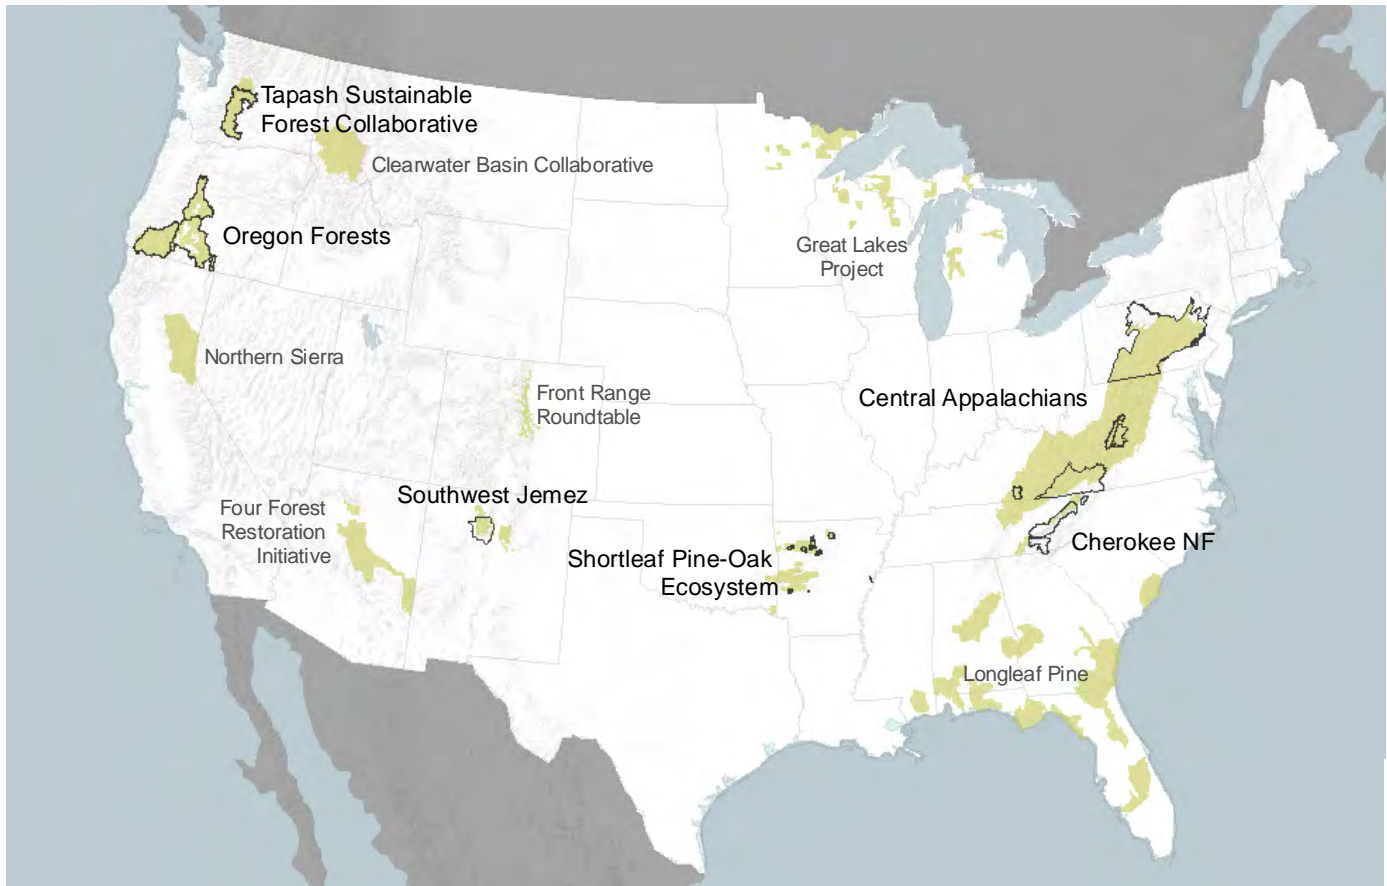 Tapash Sustainable
Forest Collaborative
Clearwater Basin Collaborative
Oregon Forests
Great Lakes
Project
Northern Sierra
Front Range
Roundtable
Central Appalachians
Southwest Jemez
Four Forest
Restoration
Initiative
Shortleaf Pine-Oak
Ecosystem
Cherokee NF
Longleaf Pine